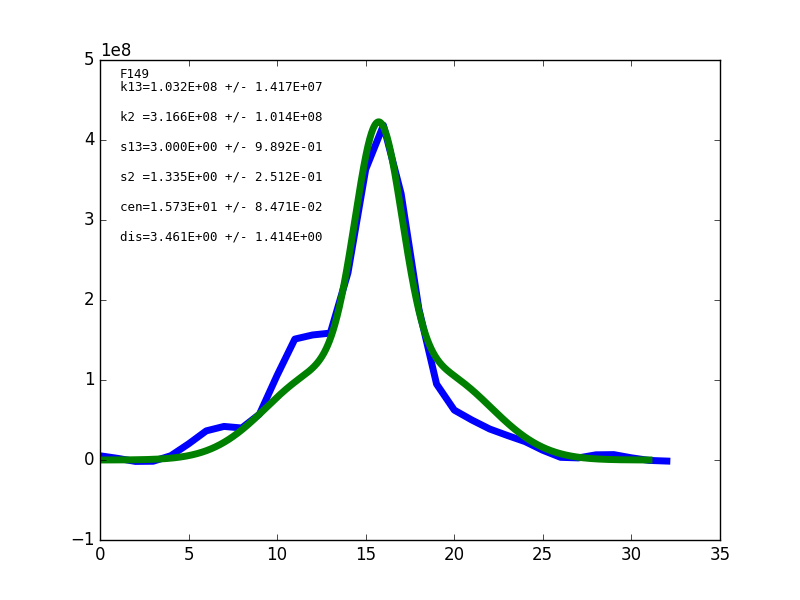 1e8
F149
k13=1.032E+08 +/- 1.417E+07
k2 =3.166E+08 +/- 1.014E+08
s13=3.000E+00 +/- 9.892E-01
s2 =1.335E+00 +/- 2.512E-01
cen=1.573E+01 +/- 8.471E-02
dis=3.461E+00 +/- 1.414E+00
5
4
3
2
1
0
−1
0 5 10 15 20 25 30 35